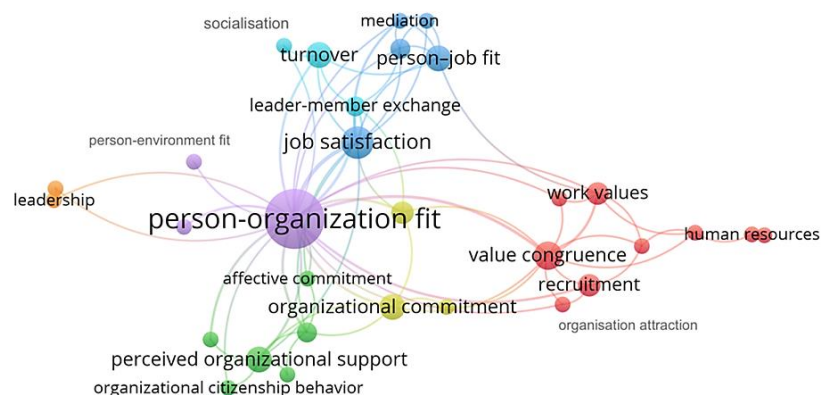 mediation
socialisation
turnover
person–job fit
leader-member exchange
job satisfaction
person-environment fit
work values
leadership
person-organization fit
human resources
value congruence
affective commitment
recruitment
organizational commitment
organisation attraction
perceived organizational support
organizational citizenship behavior